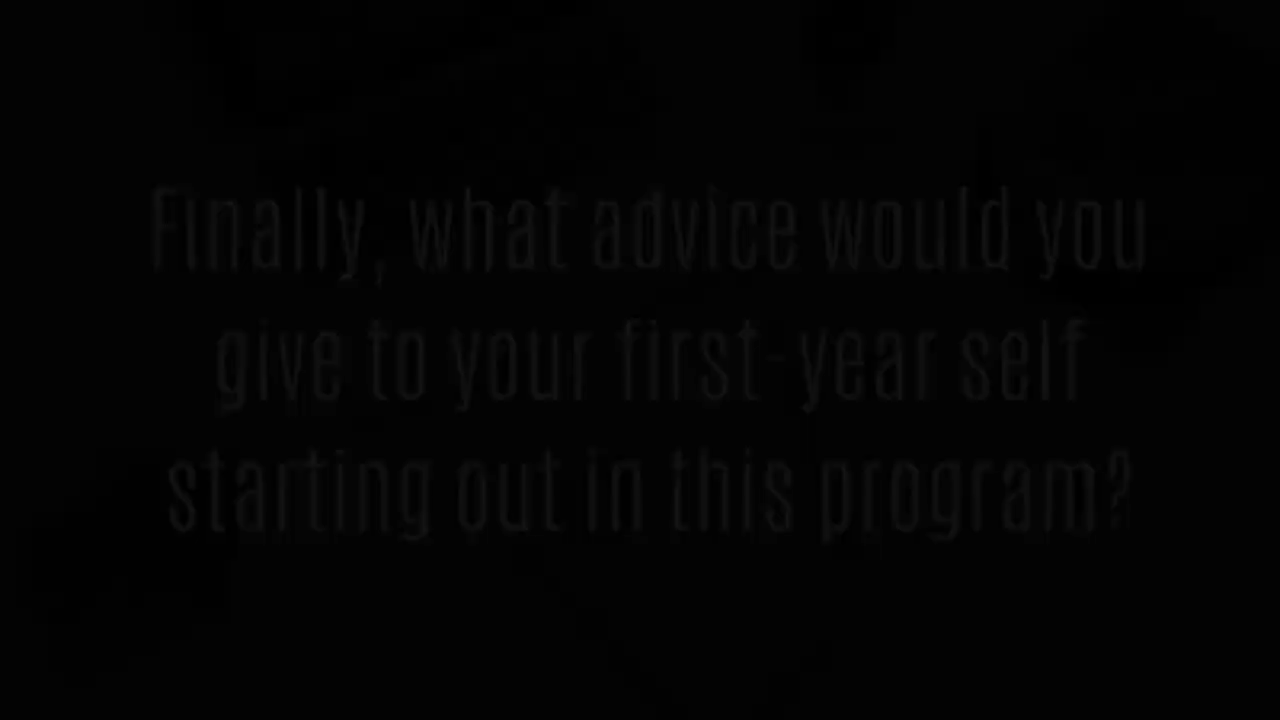 Finally, what advice would you
give to your first-year self
starting out in this program?